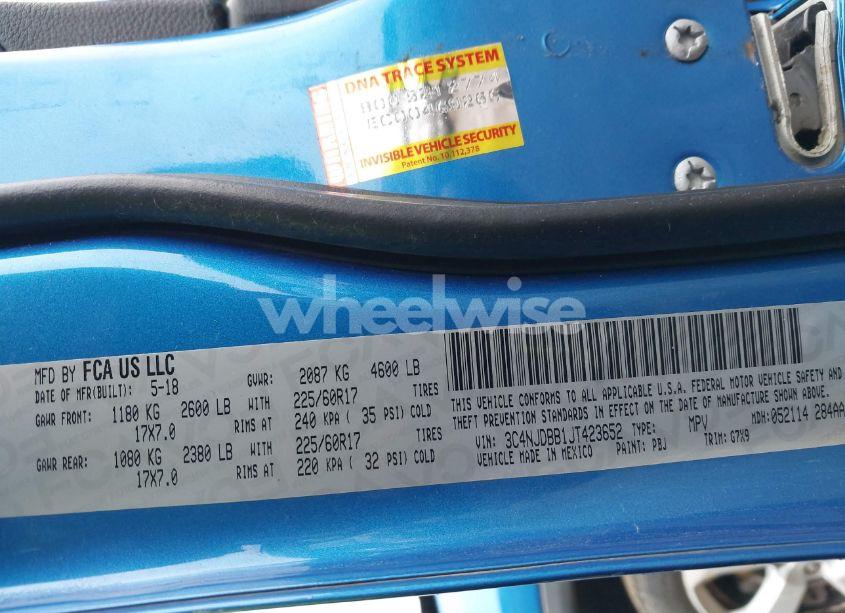 DNA TRACE SYSTEM
INVISIBLE VEHICLE SECURITY
Patent No. 10,112,378
wheelwise
MFD BY FCA US LLC
DATE OF MFR(BUILT): 5-18 GVWR: 2087 KG 4600 LB
GAWR FRONT: 1180 KG 2600 LB WITH 225/60R17 TIRES
17X7.0 RIMS AT 240 KPA ( 35 PSI) COLD
GAWR REAR: 1080 KG 2380 LB WITH 225/60R17 TIRES
17X7.0 RIMS AT 220 KPA ( 32 PSI) COLD
THIS VEHICLE CONFORMS TO ALL APPLICABLE U.S.A. FEDERAL MOTOR VEHICLE SAFETY AND
THEFT PREVENTION STANDARDS IN EFFECT ON THE DATE OF MANUFACTURE SHOWN ABOVE.
VIN: 3C4NJDBB1JT423652 TYPE: MPV MDH: 052114 284AA
VEHICLE MADE IN MEXICO PAINT: PBJ TRIM: G7X9